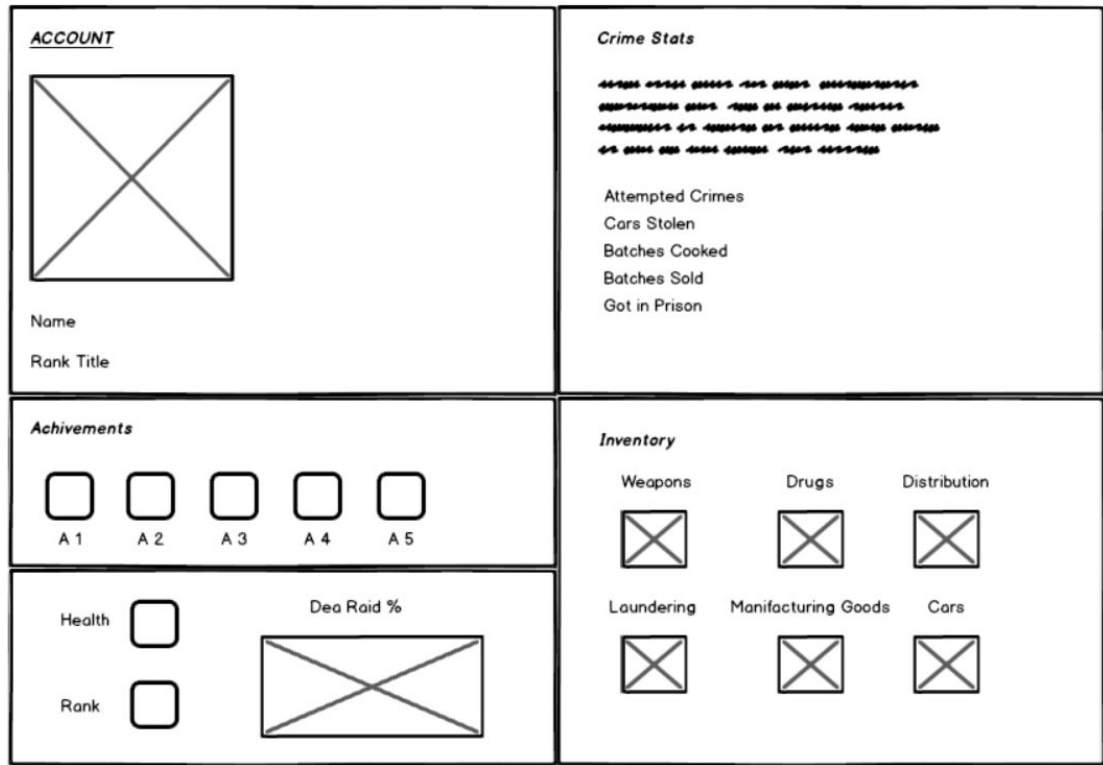 ACCOUNT
Name
Rank Title
Crime Stats
Attempted Crimes
Cars Stolen
Batches Cooked
Batches Sold
Got in Prison
Achivements
A 1 A 2 A 3 A 4 A 5
Health
Rank
Dea Raid %
Inventory
Weapons Drugs Distribution
Laundering Manifacturing Goods Cars